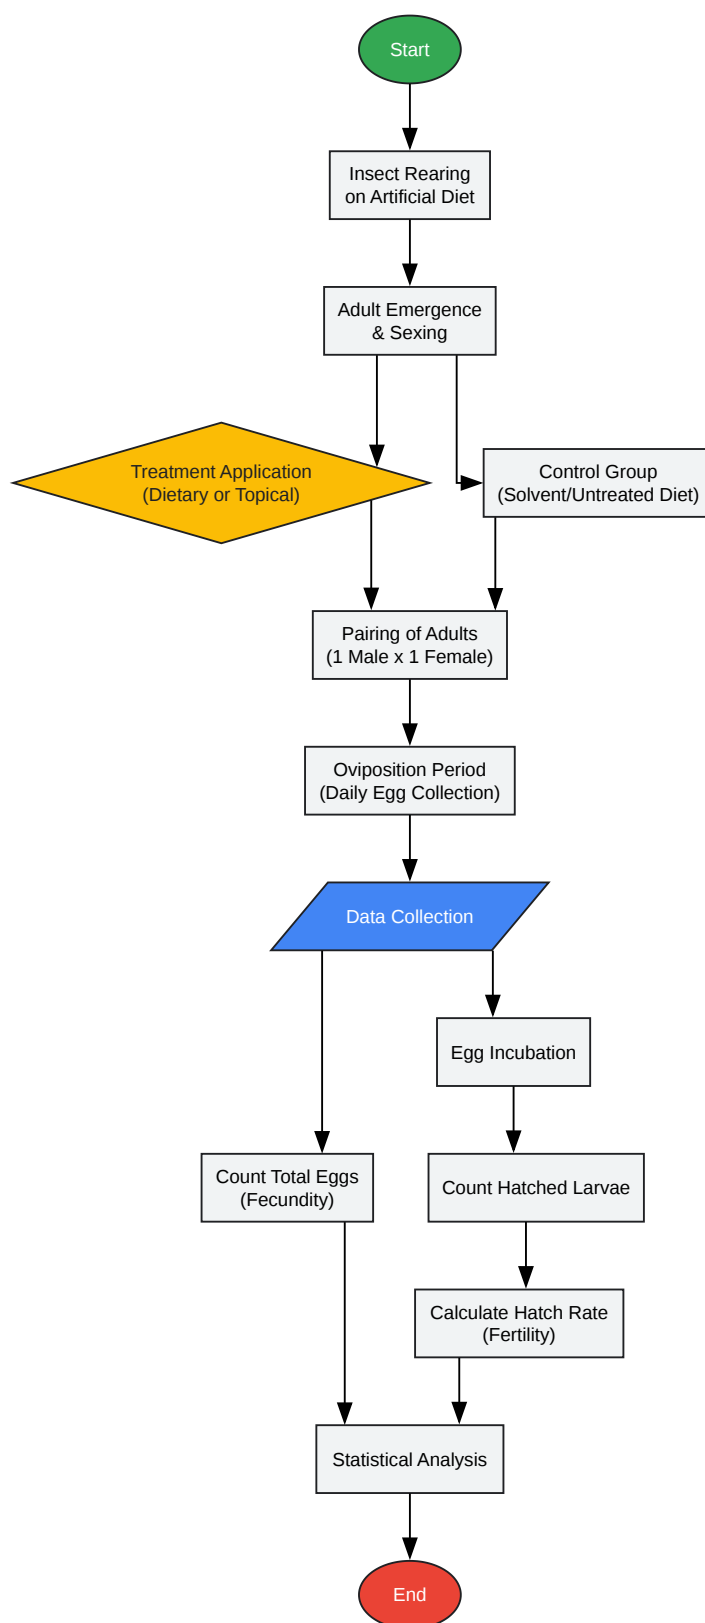 Start
Insect Rearing
on Artificial Diet
Adult Emergence
& Sexing
Treatment Application
(Dietary or Topical)
Control Group
(Solvent/Untreated Diet)
Pairing of Adults
(1 Male x 1 Female)
Oviposition Period
(Daily Egg Collection)
Data Collection
Egg Incubation
Count Total Eggs
(Fecundity)
Count Hatched Larvae
Calculate Hatch Rate
(Fertility)
Statistical Analysis
End